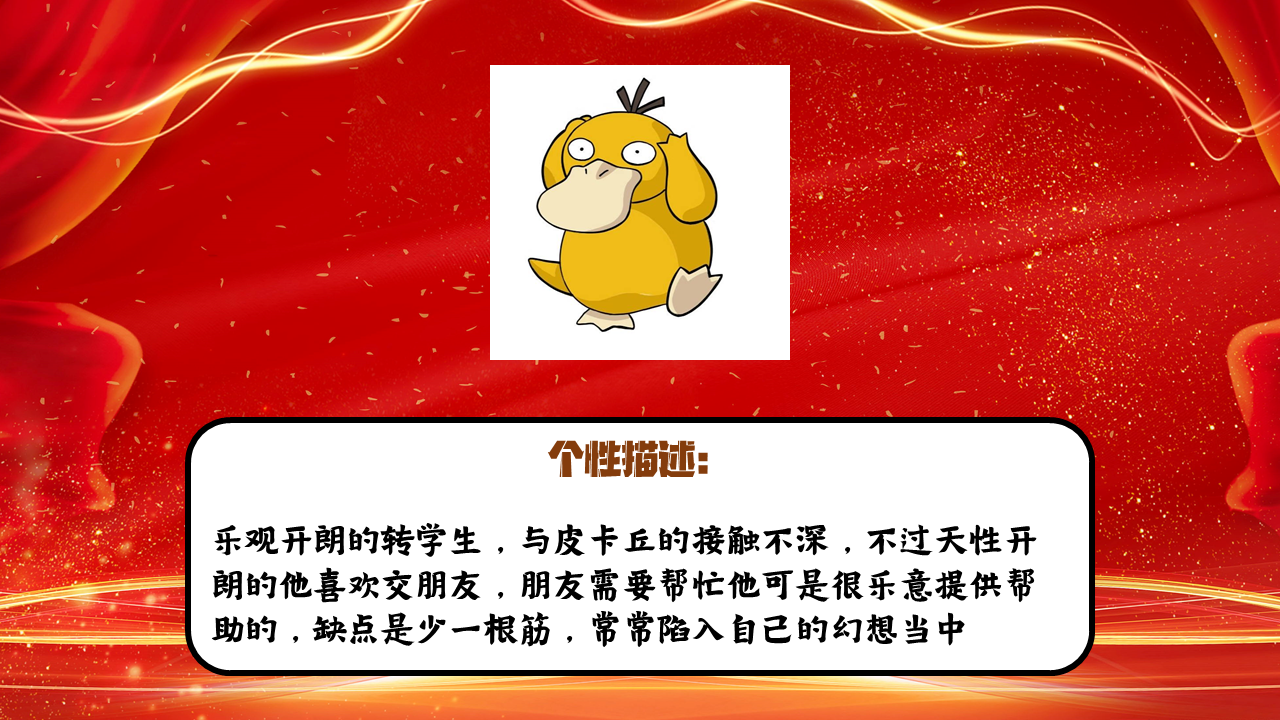 个性描述:
乐观开朗的转学生，与皮卡丘的接触不深，不过天性开
朗的他喜欢交朋友，朋友需要帮忙他可是很乐意提供帮
助的，缺点是少一根筋，常常陷入自己的幻想当中